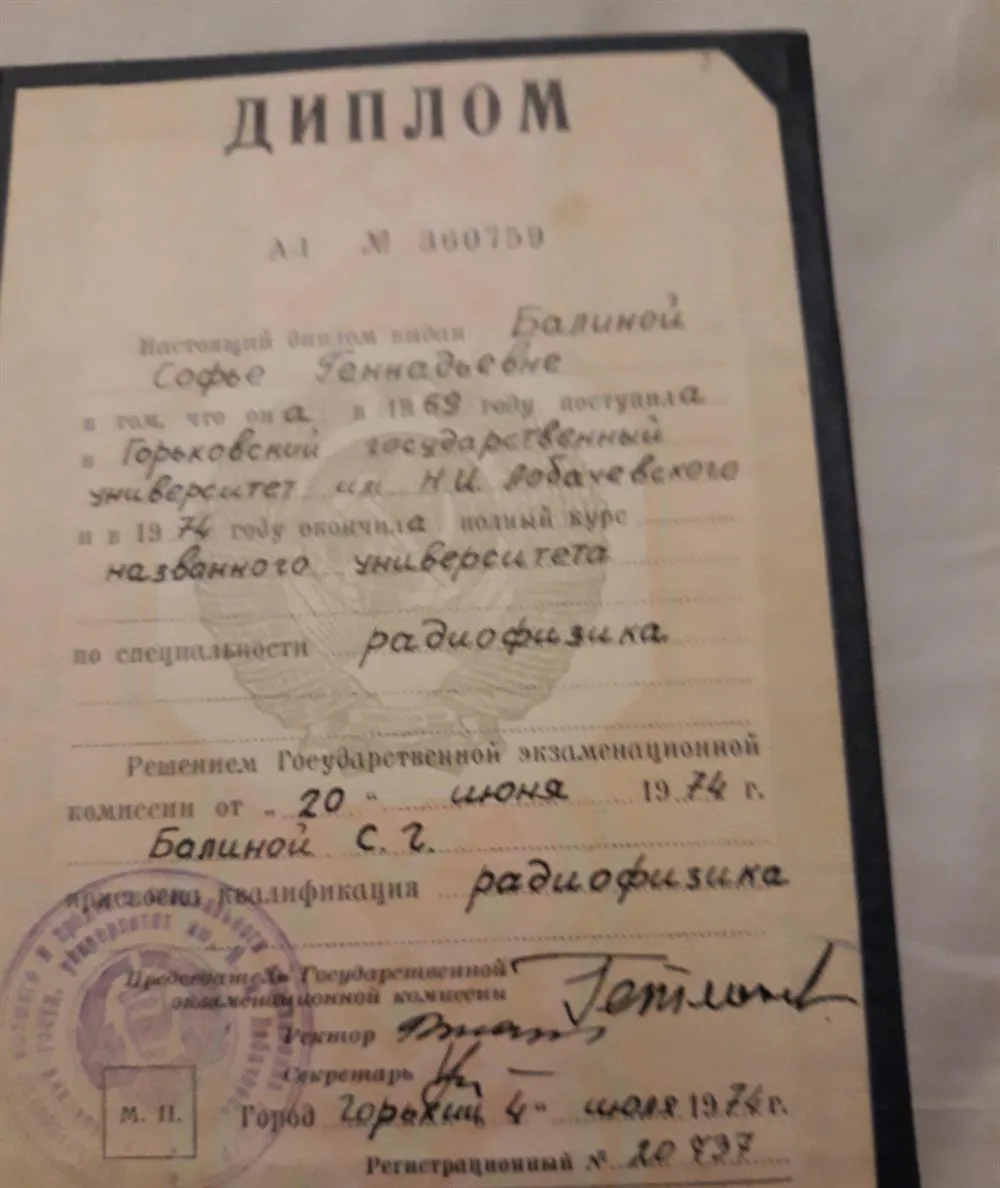 ДИПЛОМ
А-I № 360759
Настоящий диплом выдан Балиной
Софье Геннадьевне
в том, что она в 1969 году поступила
в Горьковский государственный
университет им Н.И. Лобачевского
и в 1974 году окончила полный курс
названного университета
по специальности радиофизика
Решением Государственной экзаменационной
комиссии от „20“ июня 1974 г.
Балиной С. Г.
присвоена квалификация радиофизика
Председатель Государственной
экзаменационной комиссии
Ректор
Секретарь
М. П.
Город Горький 4“ июля 1974 г.
Регистрационный № 20737